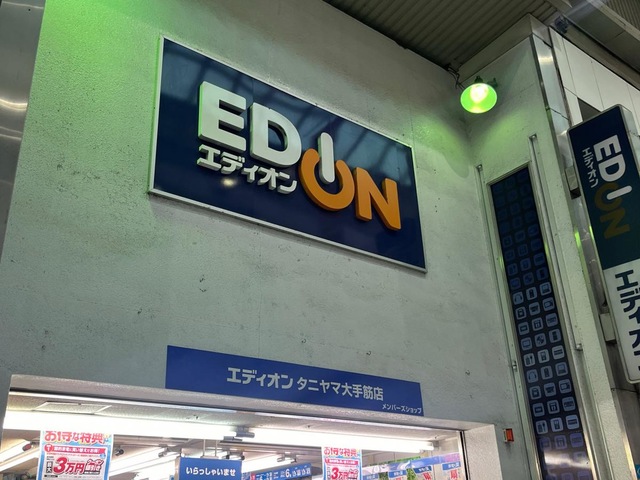 EDION
エディオン
EDION
エディオン
エディオン タニヤマ大手筋店
メンバーズショップ
お得な特典
3万円
いらっしゃいませ
お得な特典
3万円